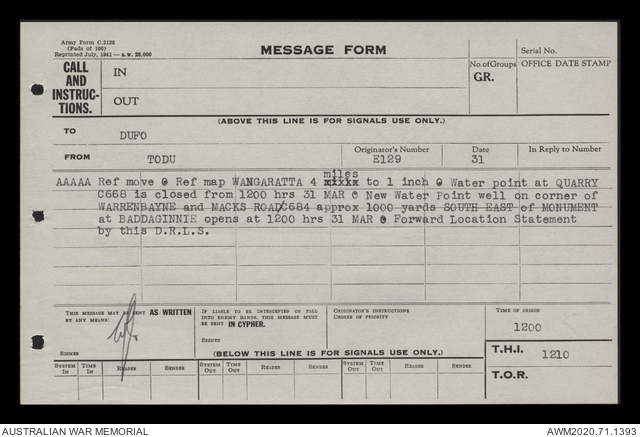 Army Form C.2128
(Pads of 100)
Reprinted July, 1941 — a.w. 25,000
MESSAGE FORM
Serial No.
CALL AND INSTRUC-TIONS.
IN
OUT
No. of Groups
GR.
OFFICE DATE STAMP
(ABOVE THIS LINE IS FOR SIGNALS USE ONLY.)
TO DUFO
FROM TODU
Originator's Number
E129
Date
31
In Reply to Number
miles
AAAAA Ref move @ Ref map WANGARATTA 4 xxxxx to 1 inch @ Water point at QUARRY
C668 is closed from 1200 hrs 31 MAR @ New Water Point well on corner of
WARRENBAYNE and MACKS ROAD C684 approx 1000 yards SOUTH EAST of MONUMENT
at BADDAGINNIE opens at 1200 hrs 31 MAR @ Forward Location Statement
by this D.R.L.S.
THIS MESSAGE MAY BE SENT AS WRITTEN
BY ANY MEANS.
SIGNED
IF LIABLE TO BE INTERCEPTED OR FALL
INTO ENEMY HANDS, THIS MESSAGE MUST
BE SENT IN CYPHER.
SIGNED
ORIGINATOR'S INSTRUCTIONS
DEGREE OF PRIORITY
TIME OF ORIGIN
1200
(BELOW THIS LINE IS FOR SIGNALS USE ONLY.)
T.H.I. 1210
T.O.R.
SYSTEM IN TIME IN READER SENDER SYSTEM OUT TIME OUT READER SENDER SYSTEM OUT TIME OUT READER SENDER
AUSTRALIAN WAR MEMORIAL
AWM2020.71.1393